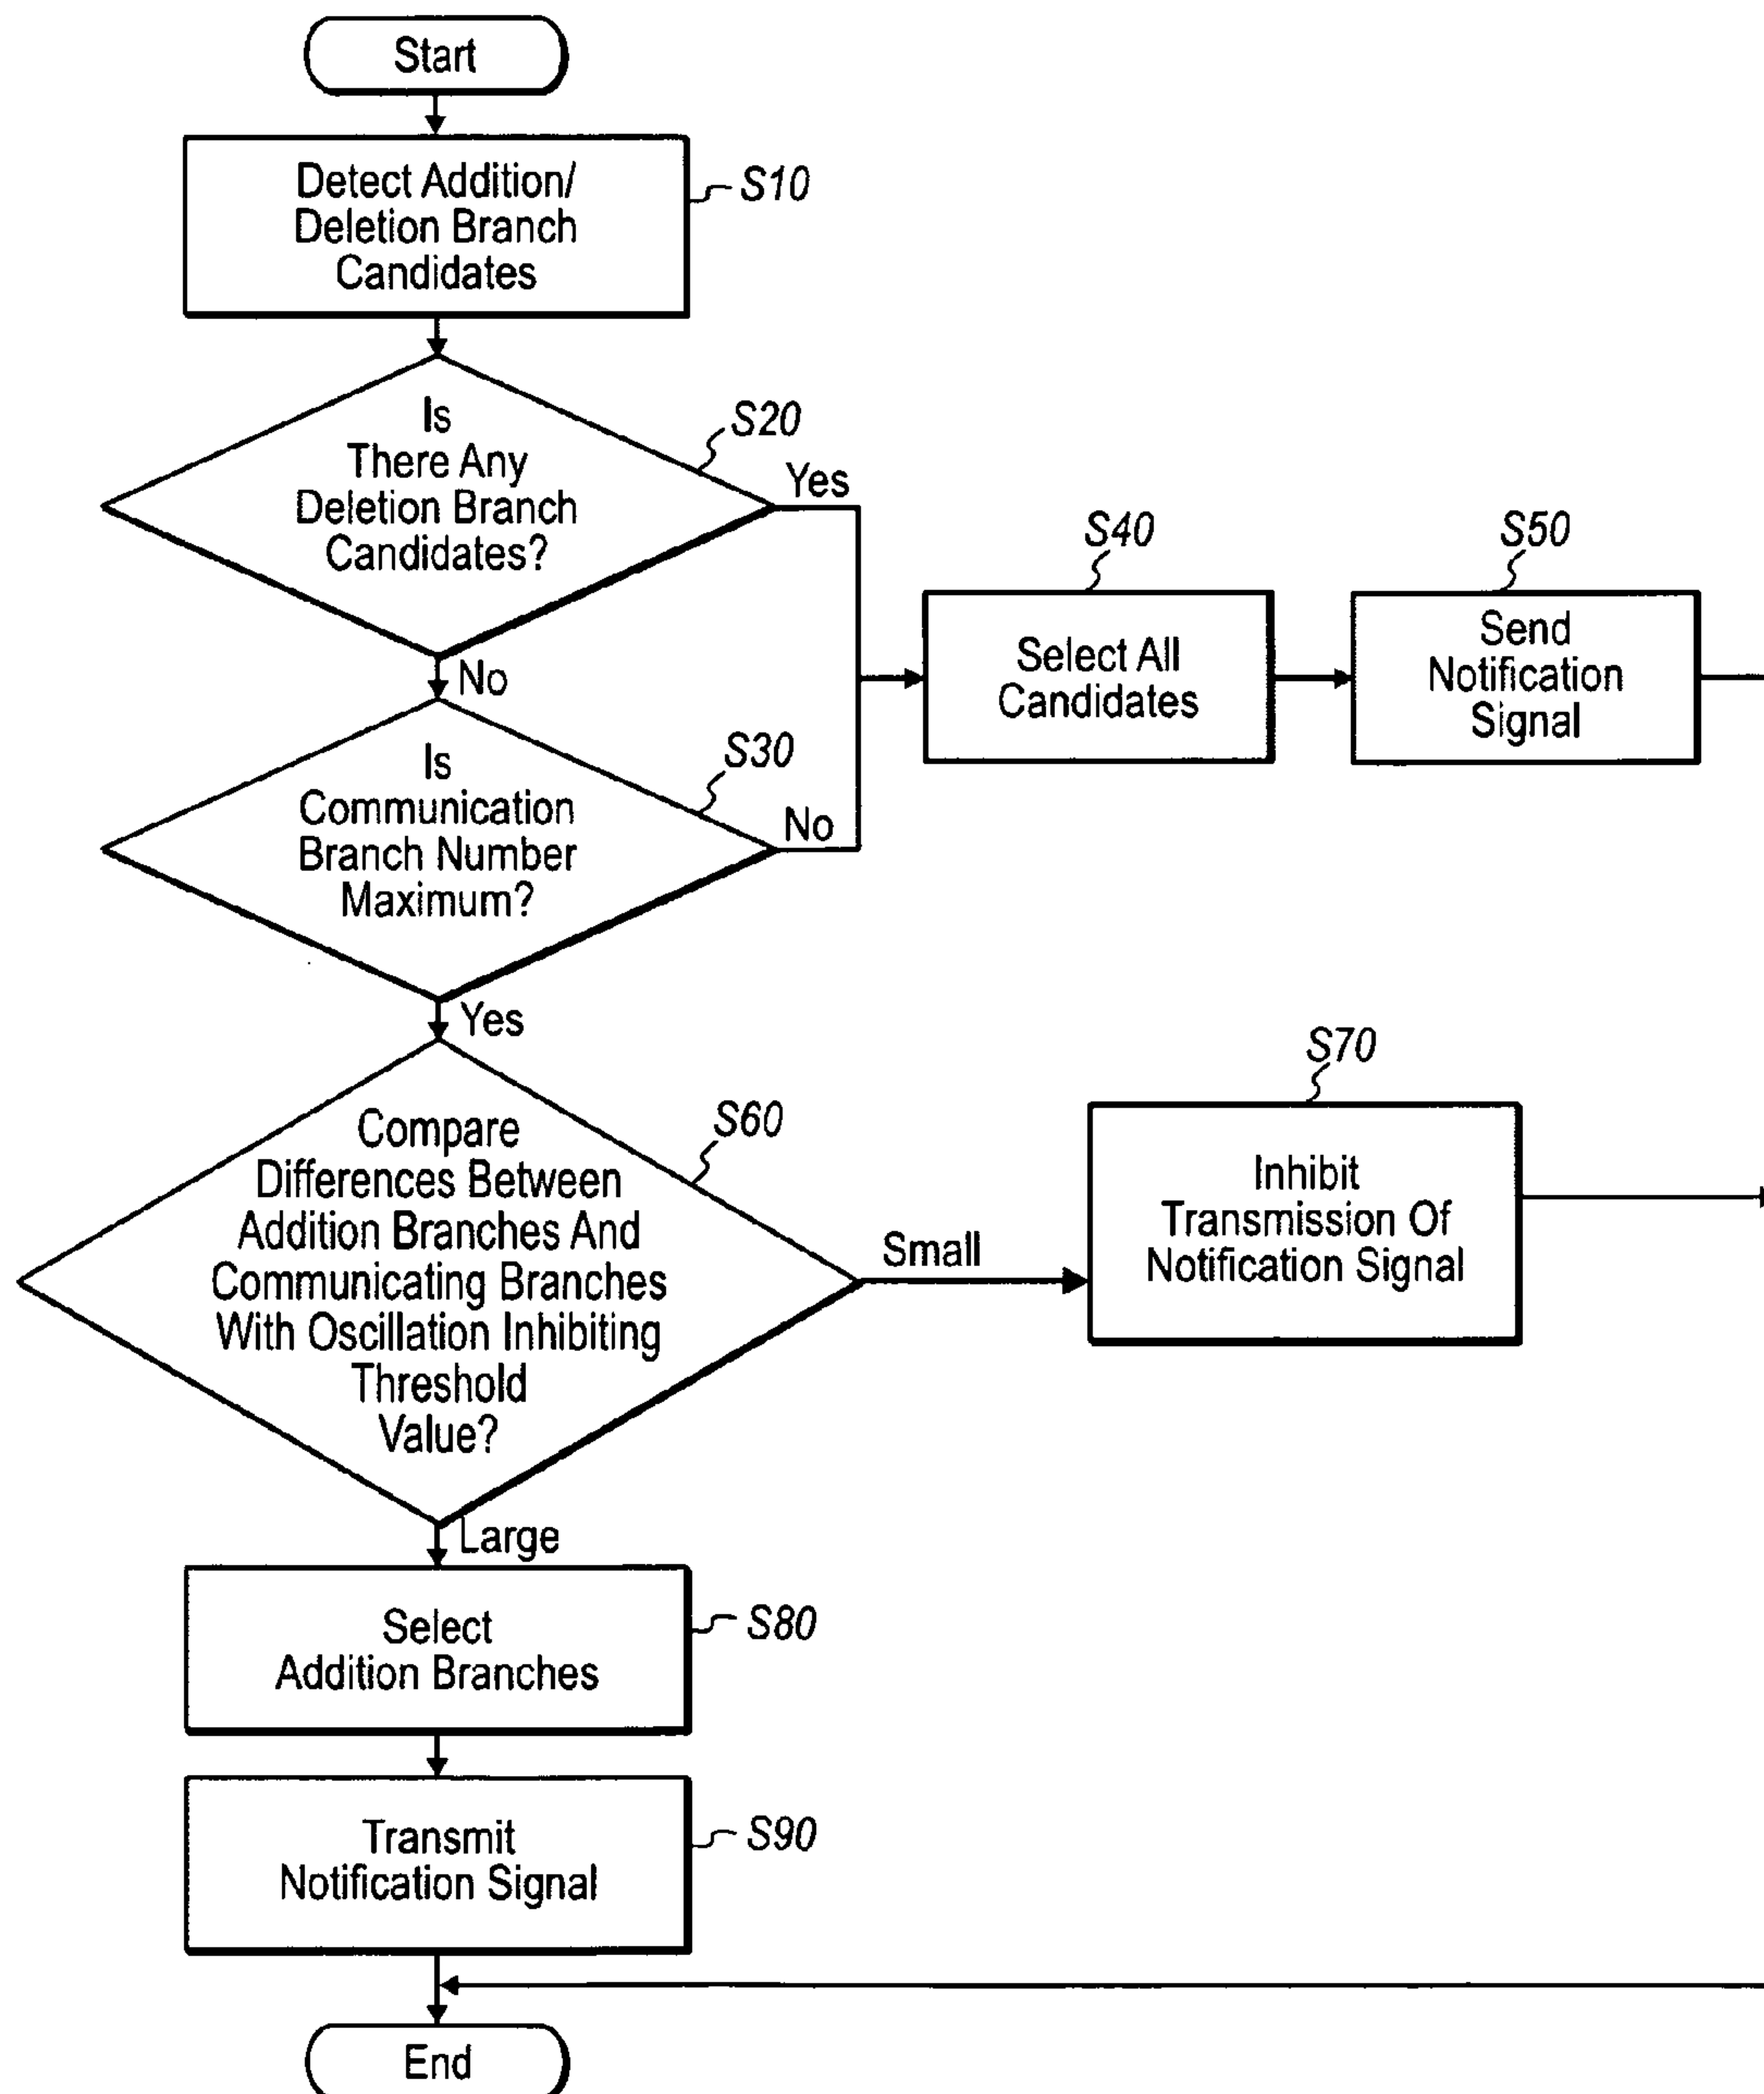 Start
Detect Addition/
Deletion Branch
Candidates
S10
Is
There Any
Deletion Branch
Candidates?
S20
Yes
No
S40
Select All
Candidates
S50
Send
Notification
Signal
Is
Communication
Branch Number
Maximum?
S30
No
Yes
Compare
Differences Between
Addition Branches And
Communicating Branches
With Oscillation Inhibiting
Threshold
Value?
S60
Small
S70
Inhibit
Transmission Of
Notification Signal
Large
Select
Addition Branches
S80
Transmit
Notification Signal
S90
End